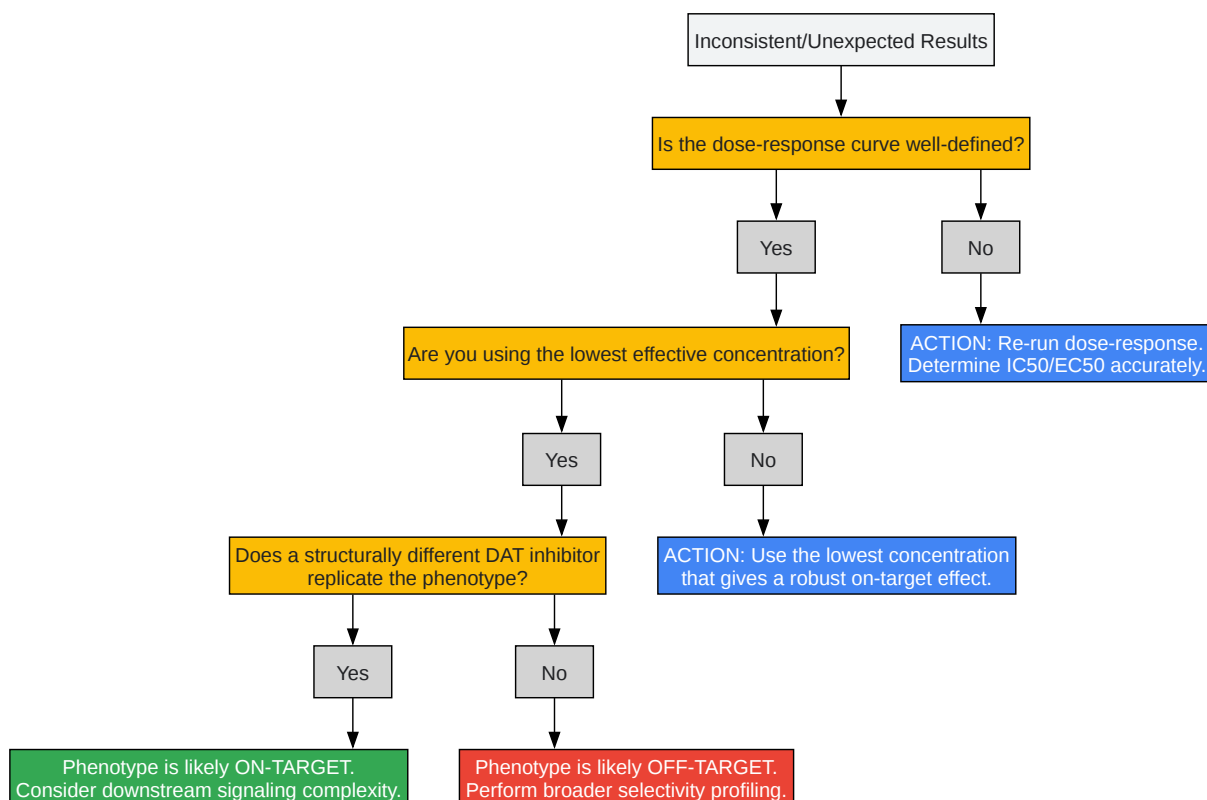 Inconsistent/Unexpected Results
Is the dose-response curve well-defined?
Yes
No
Are you using the lowest effective concentration?
ACTION: Re-run dose-response.
Determine IC50/EC50 accurately.
Yes
No
Does a structurally different DAT inhibitor
replicate the phenotype?
ACTION: Use the lowest concentration
that gives a robust on-target effect.
Yes
No
Phenotype is likely ON-TARGET.
Consider downstream signaling complexity.
Phenotype is likely OFF-TARGET.
Perform broader selectivity profiling.